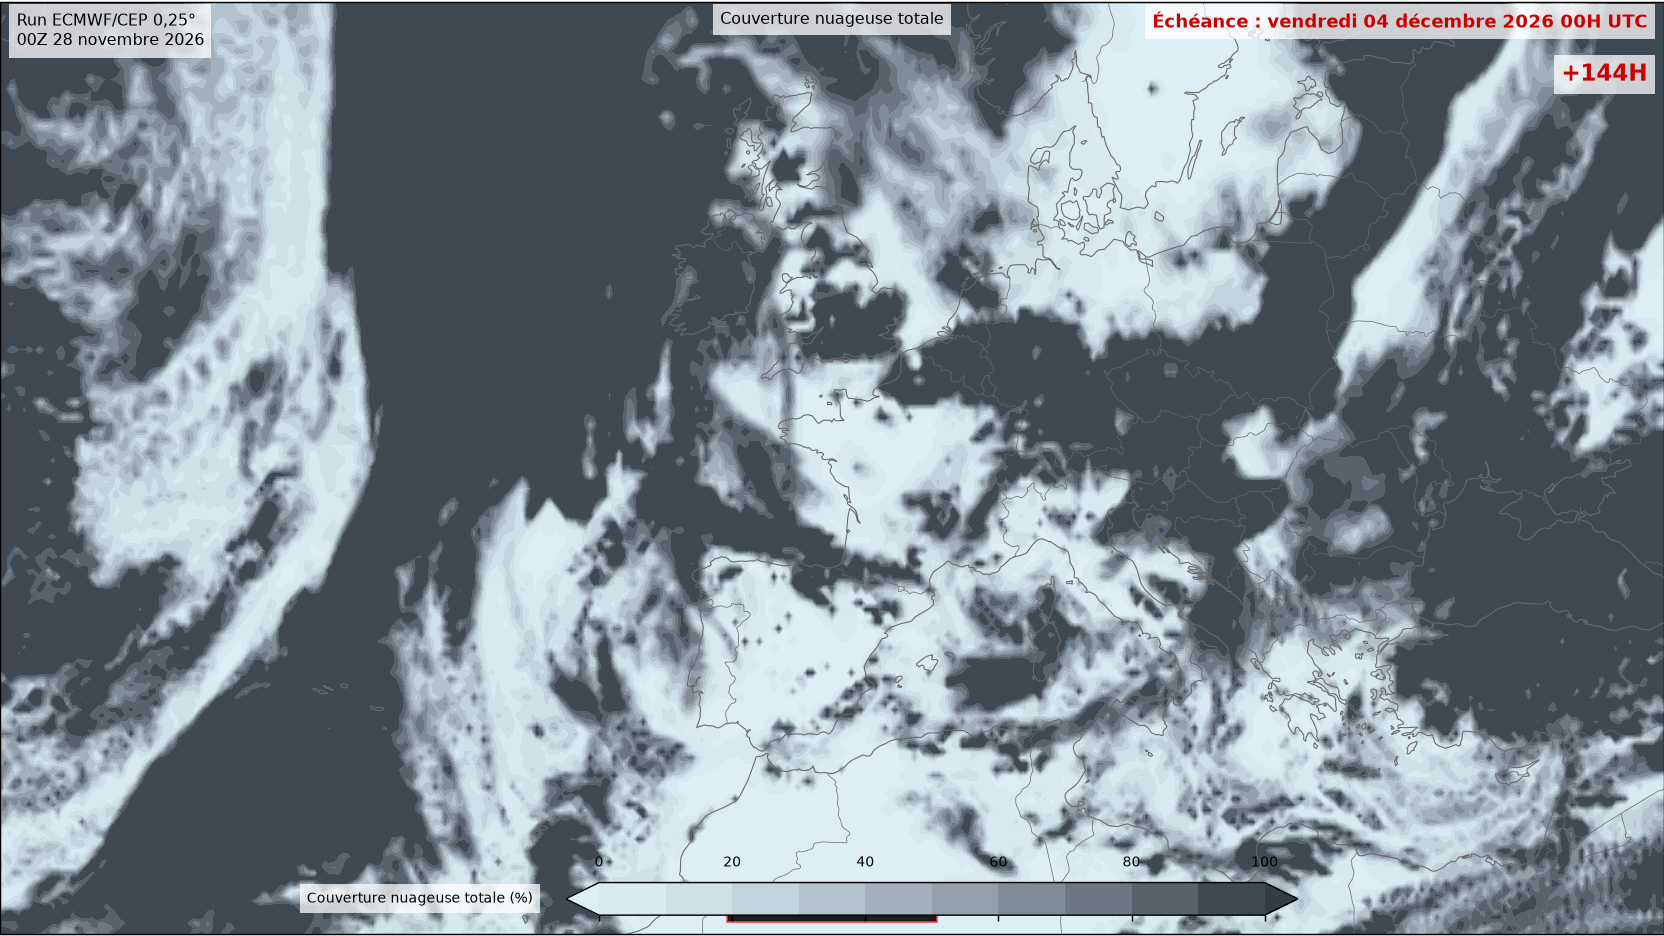 Run ECMWF/CEP 0,25°
00Z 28 novembre 2026
Couverture nuageuse totale
Échéance : vendredi 04 décembre 2026 00H UTC
+144H
0 20 40 60 80 100
Couverture nuageuse totale (%)